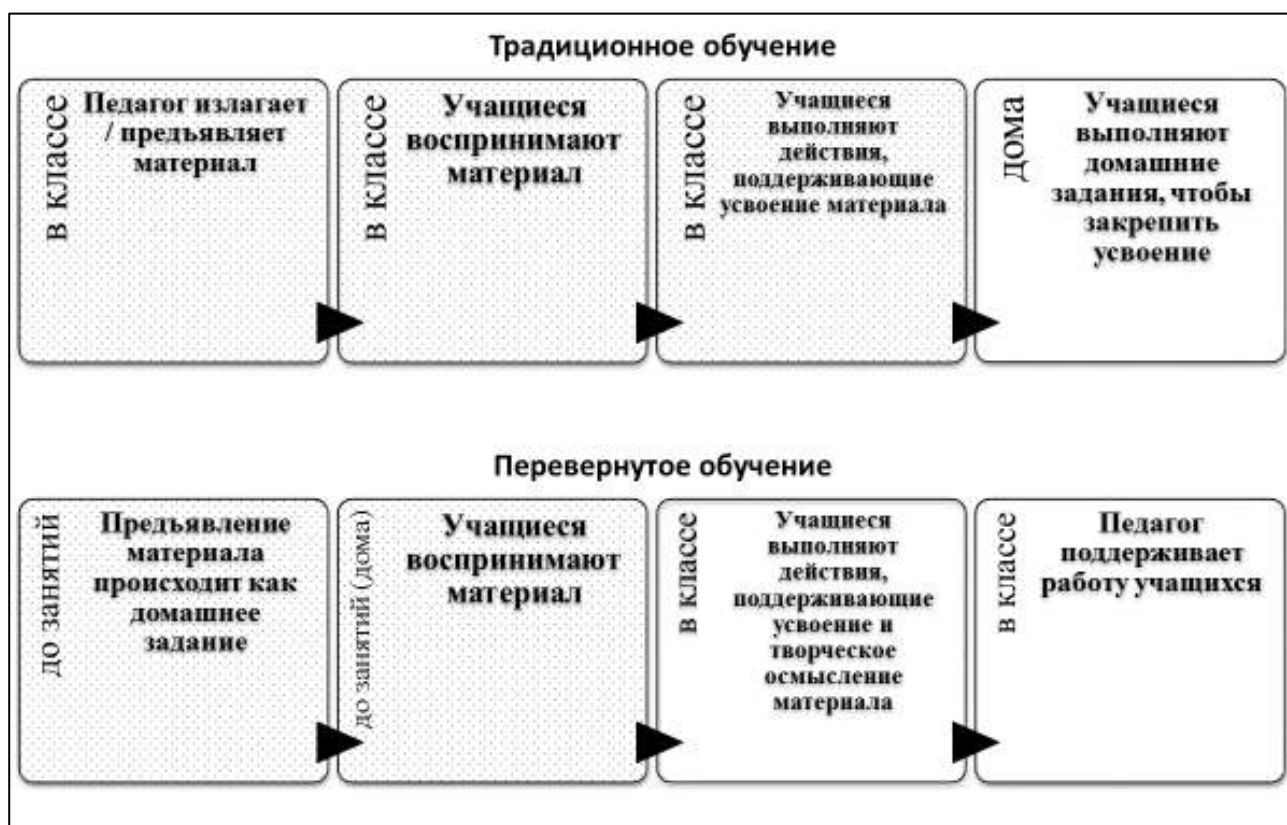 Традиционное обучение
в классе
Педагог излагает
/ предъявляет
материал
в классе
Учащиеся
воспринимают
материал
в классе
Учащиеся
выполняют
действия,
поддерживающие
усвоение материала
дома
Учащиеся
выполняют
домашние
задания, чтобы
закрепить
усвоение
Перевернутое обучение
до занятий
Предъявление
материала
происходит как
домашнее
задание
до занятий (дома)
Учащиеся
воспринимают
материал
в классе
Учащиеся
выполняют
действия,
поддерживающие
усвоение и
творческое
осмысление
материала
в классе
Педагог
поддерживает
работу учащихся